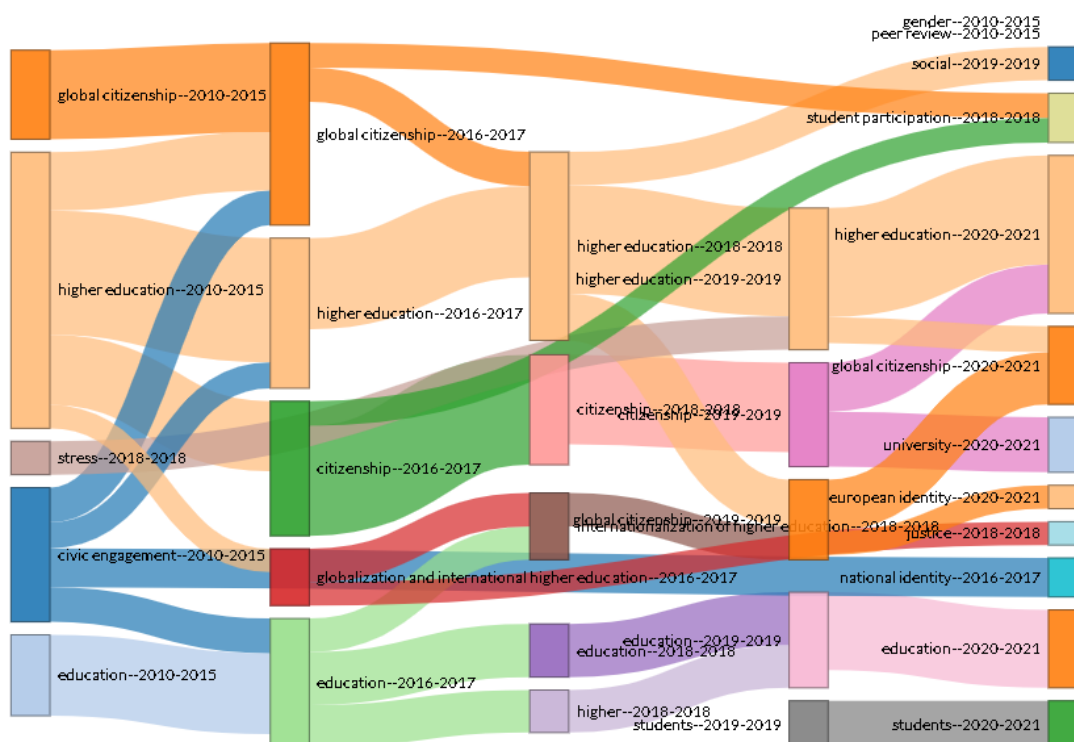 gender--2010-2015
peer review--2010-2015
social--2019-2019
global citizenship--2010-2015
student participation--2018-2018
global citizenship--2016-2017
higher education--2020-2021
higher education--2018-2018
higher education--2019-2019
higher education--2010-2015
higher education--2016-2017
global citizenship--2020-2021
citizenship--2018-2018
citizenship--2019-2019
university--2020-2021
stress--2018-2018
citizenship--2016-2017
european identity--2020-2021
global citizenship--2019-2019
internationalization of higher education--2018-2018
justice--2018-2018
civic engagement--2010-2015
globalization and international higher education--2016-2017
national identity--2016-2017
education--2019-2019
education--2018-2018
education--2020-2021
education--2010-2015
education--2016-2017
higher--2018-2018
students--2019-2019
students--2020-2021